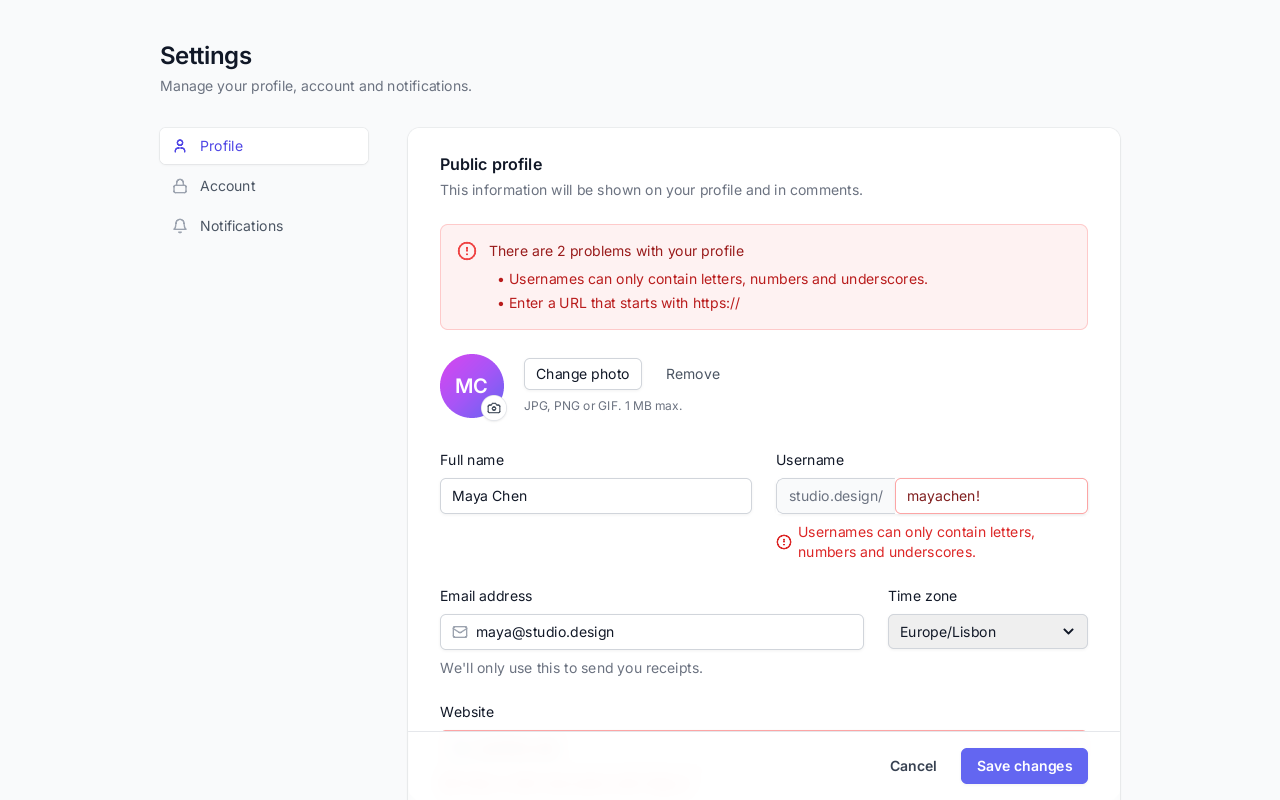 Settings
Manage your profile, account and notifications.
Profile
Account
Notifications
Public profile
This information will be shown on your profile and in comments.
There are 2 problems with your profile
• Usernames can only contain letters, numbers and underscores.
• Enter a URL that starts with https://
MC
Change photo
Remove
JPG, PNG or GIF. 1 MB max.
Full name
Maya Chen
Username
studio.design/
mayachen!
Usernames can only contain letters,
numbers and underscores.
Email address
maya@studio.design
We'll only use this to send you receipts.
Time zone
Europe/Lisbon
Website
Cancel
Save changes